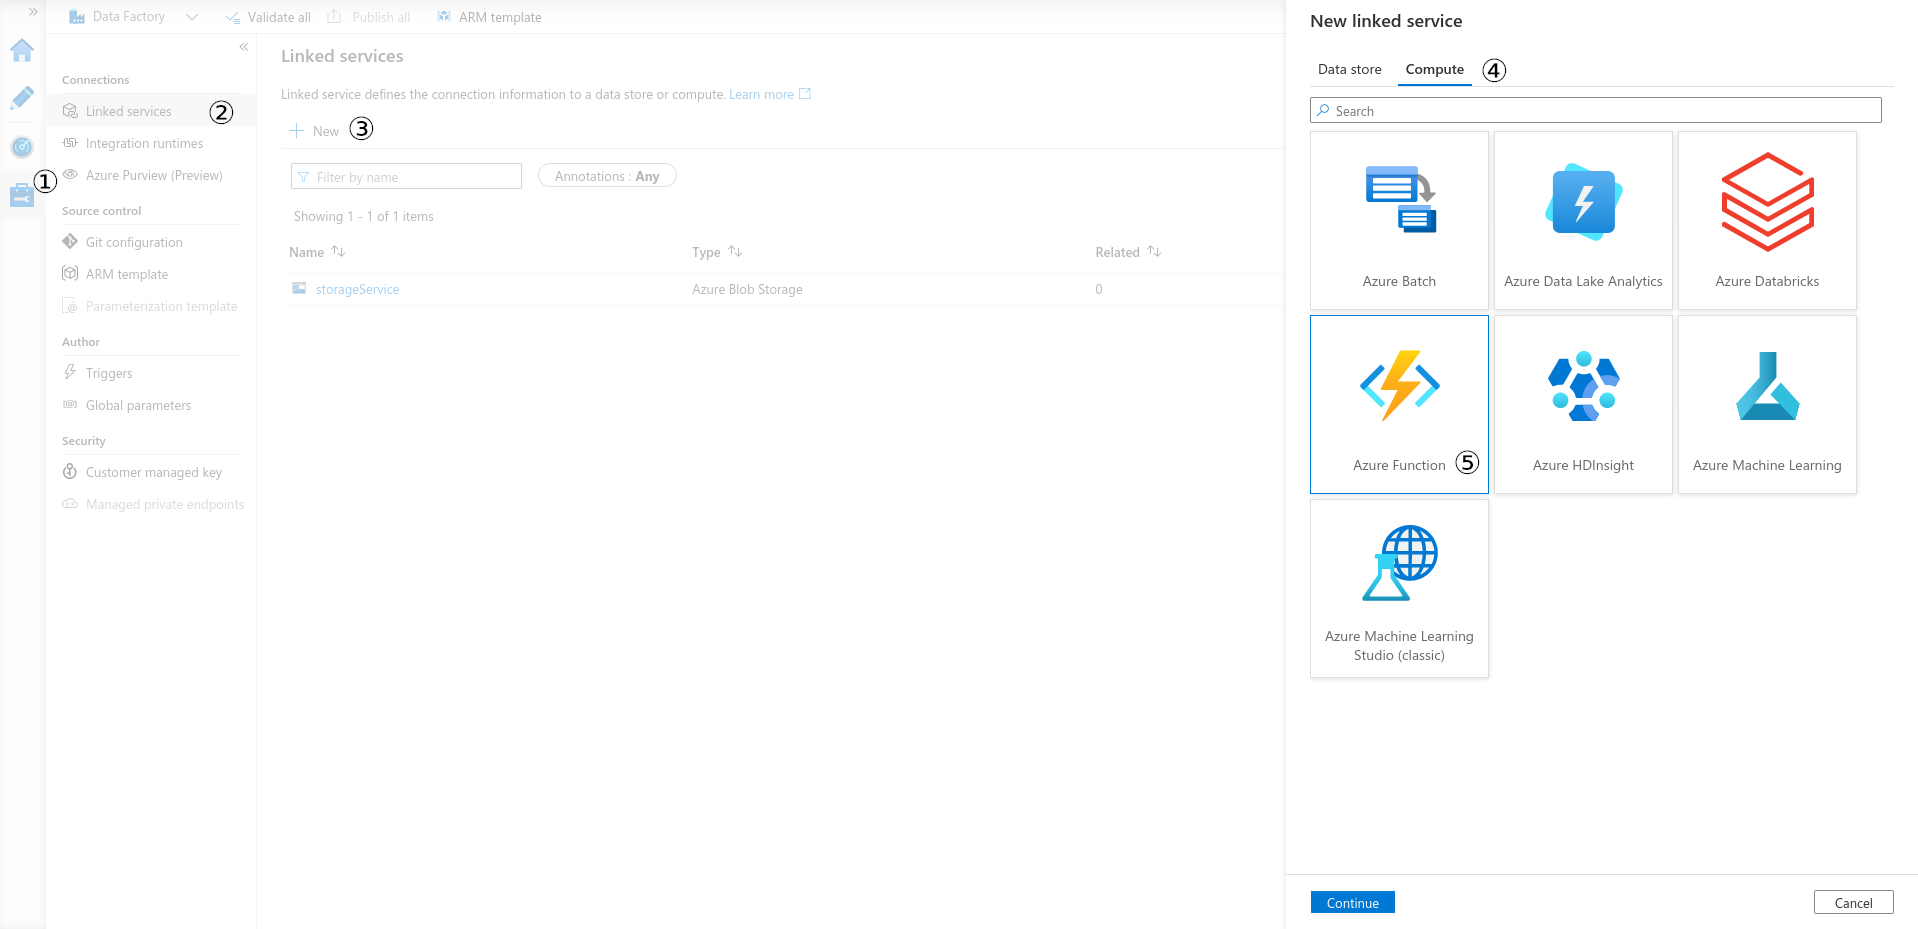 Data Factory
Validate all
Publish all
ARM template
Connections
Linked services ②
Integration runtimes
Azure Purview (Preview)
①
Source control
Git configuration
ARM template
Parameterization template
Author
Triggers
Global parameters
Security
Customer managed key
Managed private endpoints
Linked services
Linked service defines the connection information to a data store or compute. Learn more
New ③
Filter by name
Annotations : Any
Showing 1 - 1 of 1 items
Name Type Related
storageService Azure Blob Storage 0
New linked service
Data store Compute ④
Search
Azure Batch
Azure Data Lake Analytics
Azure Databricks
Azure Function ⑤
Azure HDInsight
Azure Machine Learning
Azure Machine Learning
Studio (classic)
Continue
Cancel